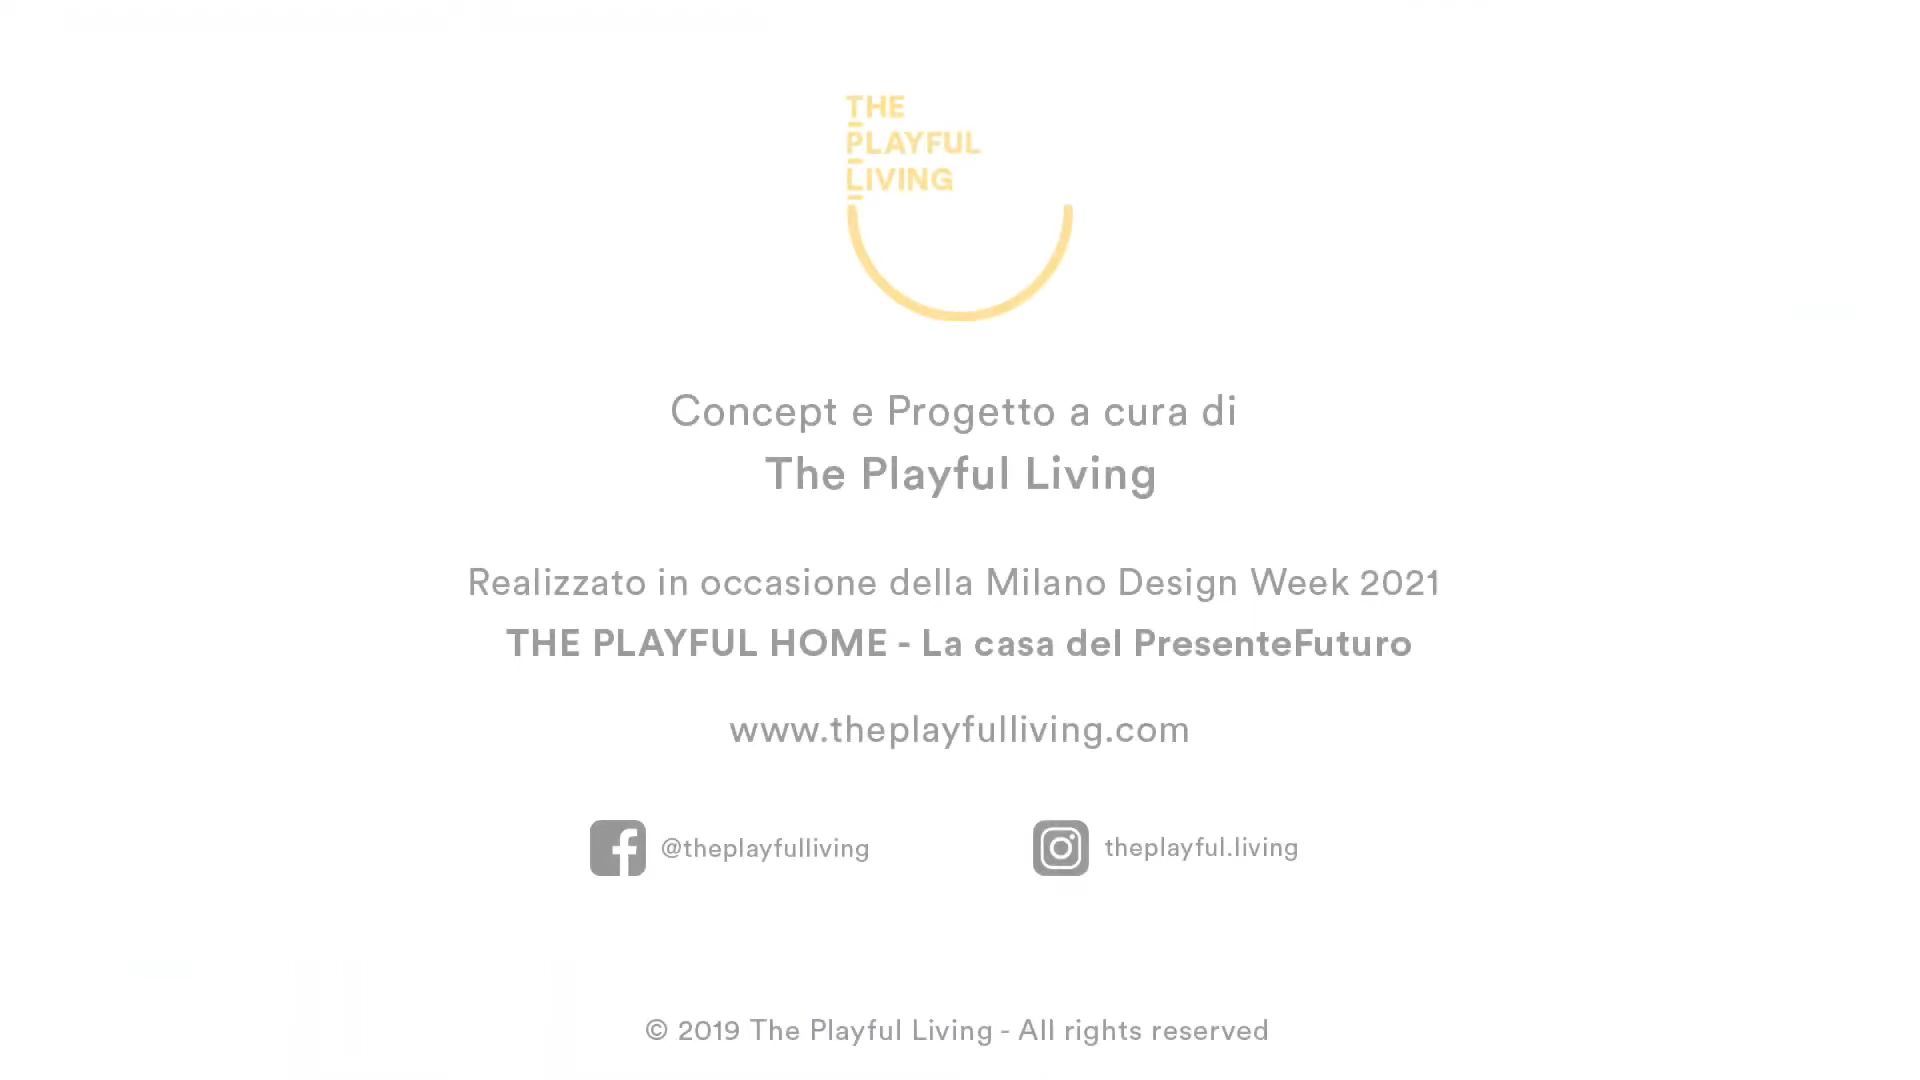 THE
PLAYFUL
LIVING
Concept e Progetto a cura di
The Playful Living
Realizzato in occasione della Milano Design Week 2021
THE PLAYFUL HOME - La casa del PresenteFuturo
www.theplayfulliving.com
@theplayfulliving
theplayful.living
© 2019 The Playful Living - All rights reserved